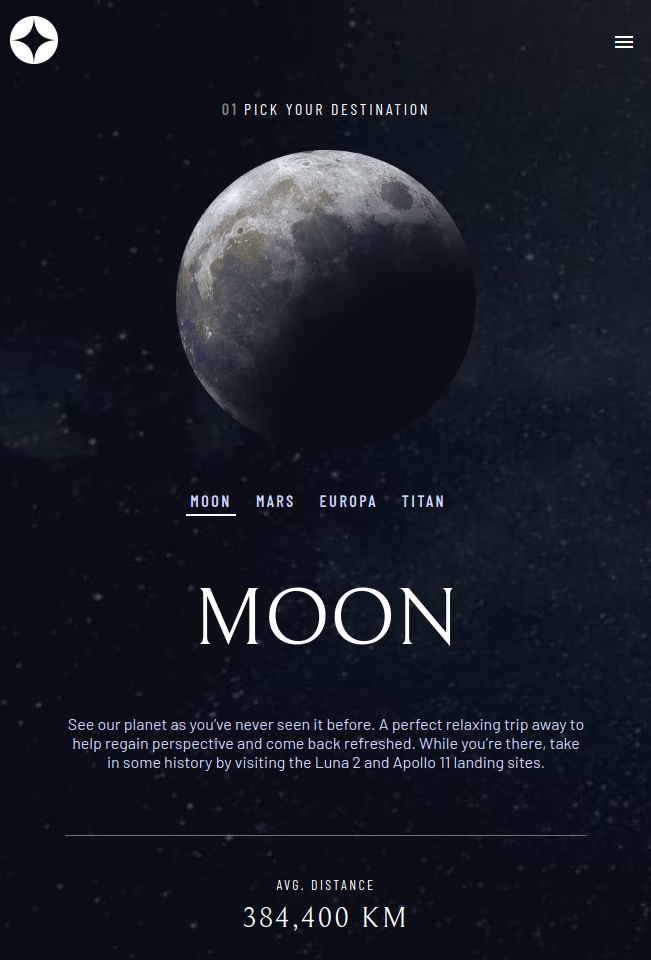 01 PICK YOUR DESTINATION
MOON MARS EUROPA TITAN
MOON
See our planet as you’ve never seen it before. A perfect relaxing trip away to
help regain perspective and come back refreshed. While you’re there, take
in some history by visiting the Luna 2 and Apollo 11 landing sites.
AVG. DISTANCE
384,400 KM